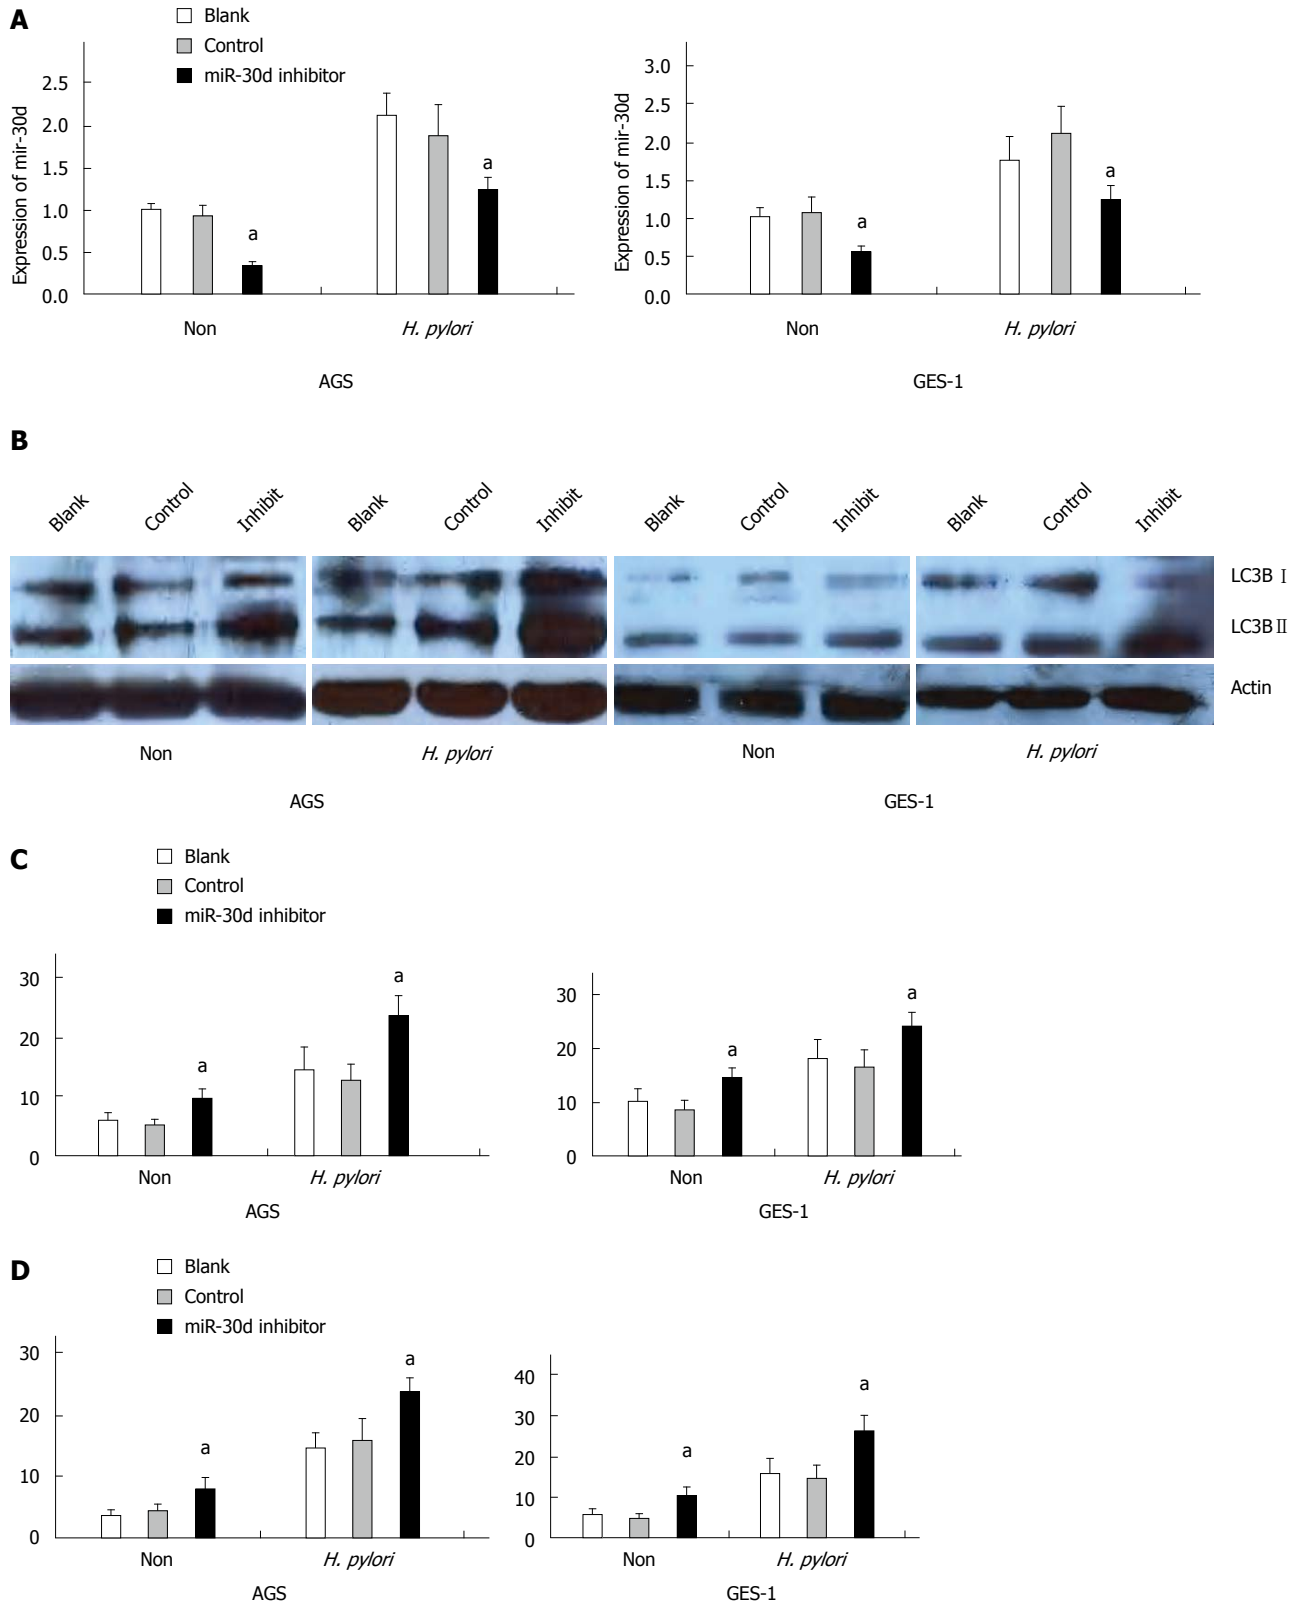 A
Blank
Control
miR-30d inhibitor
Expression of mir-30d
2.5
2.0
1.5
1.0
0.5
0.0
a
a
Non
H. pylori
AGS
Expression of mir-30d
3.0
2.5
2.0
1.5
1.0
0.5
0.0
a
a
Non
H. pylori
GES-1
B
Blank Control Inhibit Blank Control Inhibit Blank Control Inhibit Blank Control Inhibit
LC3B Ⅰ
LC3B Ⅱ
Actin
Non H. pylori Non H. pylori
AGS GES-1
C
Blank
Control
miR-30d inhibitor
30
20
10
0
a
a
Non
H. pylori
AGS
30
20
10
0
a
a
Non
H. pylori
GES-1
D
Blank
Control
miR-30d inhibitor
30
20
10
0
a
a
Non
H. pylori
AGS
40
30
20
10
0
a
a
Non
H. pylori
GES-1